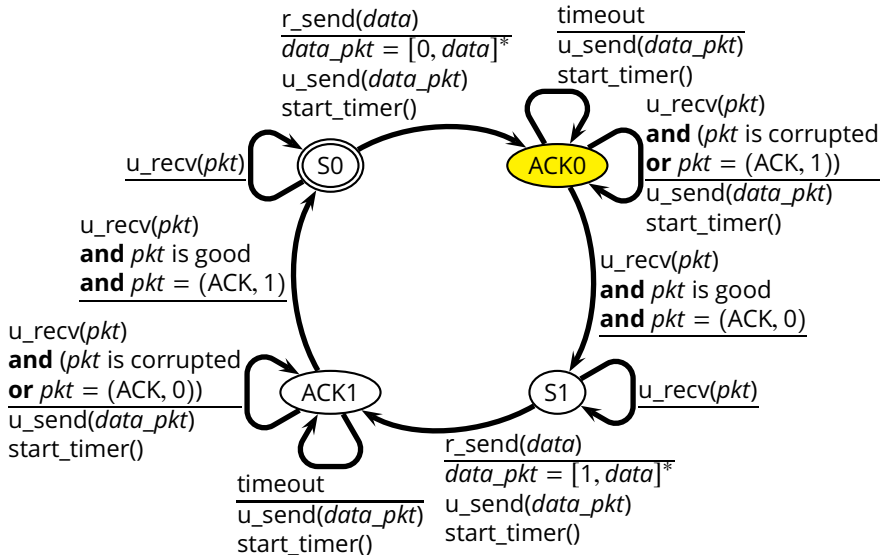 r_send(data)
data_pkt = [0, data]*
u_send(data_pkt)
start_timer()
timeout
u_send(data_pkt)
start_timer()
u_recv(pkt)
and (pkt is corrupted
or pkt = (ACK, 1))
u_send(data_pkt)
start_timer()
u_recv(pkt)
S0
ACK0
u_recv(pkt)
and pkt is good
and pkt = (ACK, 1)
u_recv(pkt)
and pkt is good
and pkt = (ACK, 0)
u_recv(pkt)
and (pkt is corrupted
or pkt = (ACK, 0))
u_send(data_pkt)
start_timer()
ACK1
S1
u_recv(pkt)
timeout
u_send(data_pkt)
start_timer()
r_send(data)
data_pkt = [1, data]*
u_send(data_pkt)
start_timer()